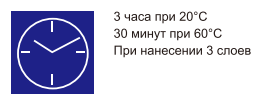 3 часа при 20°C
30 минут при 60°C
При нанесении 3 слоев